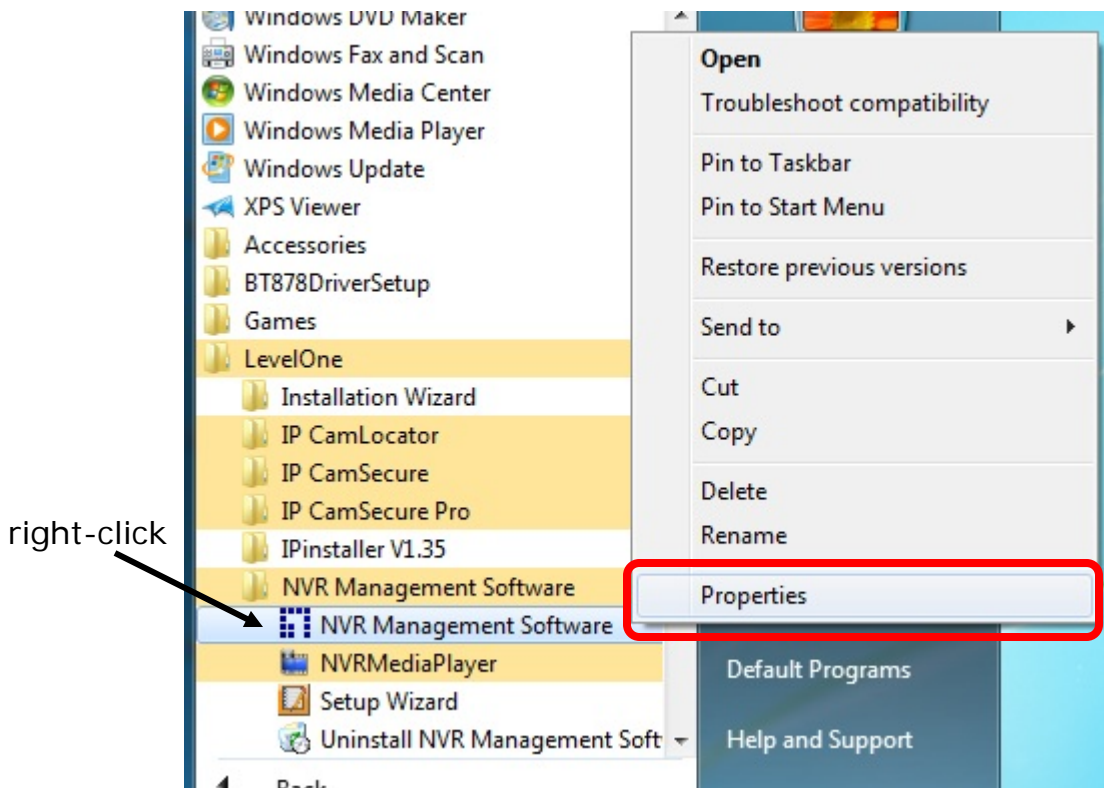 Windows DVD Maker
Windows Fax and Scan
Windows Media Center
Windows Media Player
Windows Update
XPS Viewer
Accessories
BT878DriverSetup
Games
LevelOne
Installation Wizard
IP CamLocator
IP CamSecure
IP CamSecure Pro
IPinstaller V1.35
NVR Management Software
right-click
NVR Management Software
NVRMediaPlayer
Setup Wizard
Uninstall NVR Management Soft
Back
Open
Troubleshoot compatibility
Pin to Taskbar
Pin to Start Menu
Restore previous versions
Send to
Cut
Copy
Delete
Rename
Properties
Default Programs
Help and Support